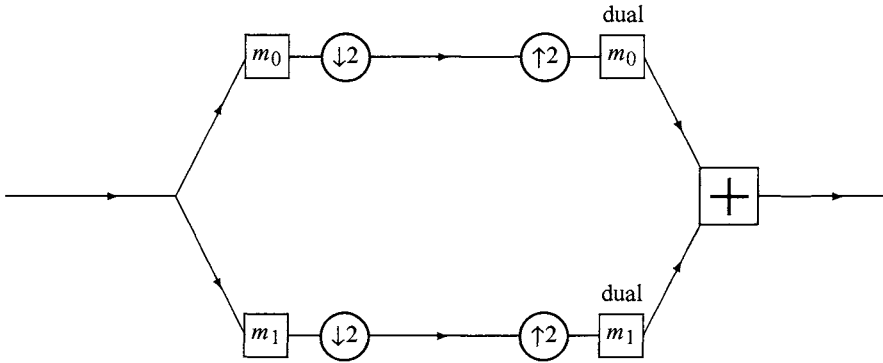 dual
m₀ ↓2 ↑2 m₀
+
dual
m₁ ↓2 ↑2 m₁